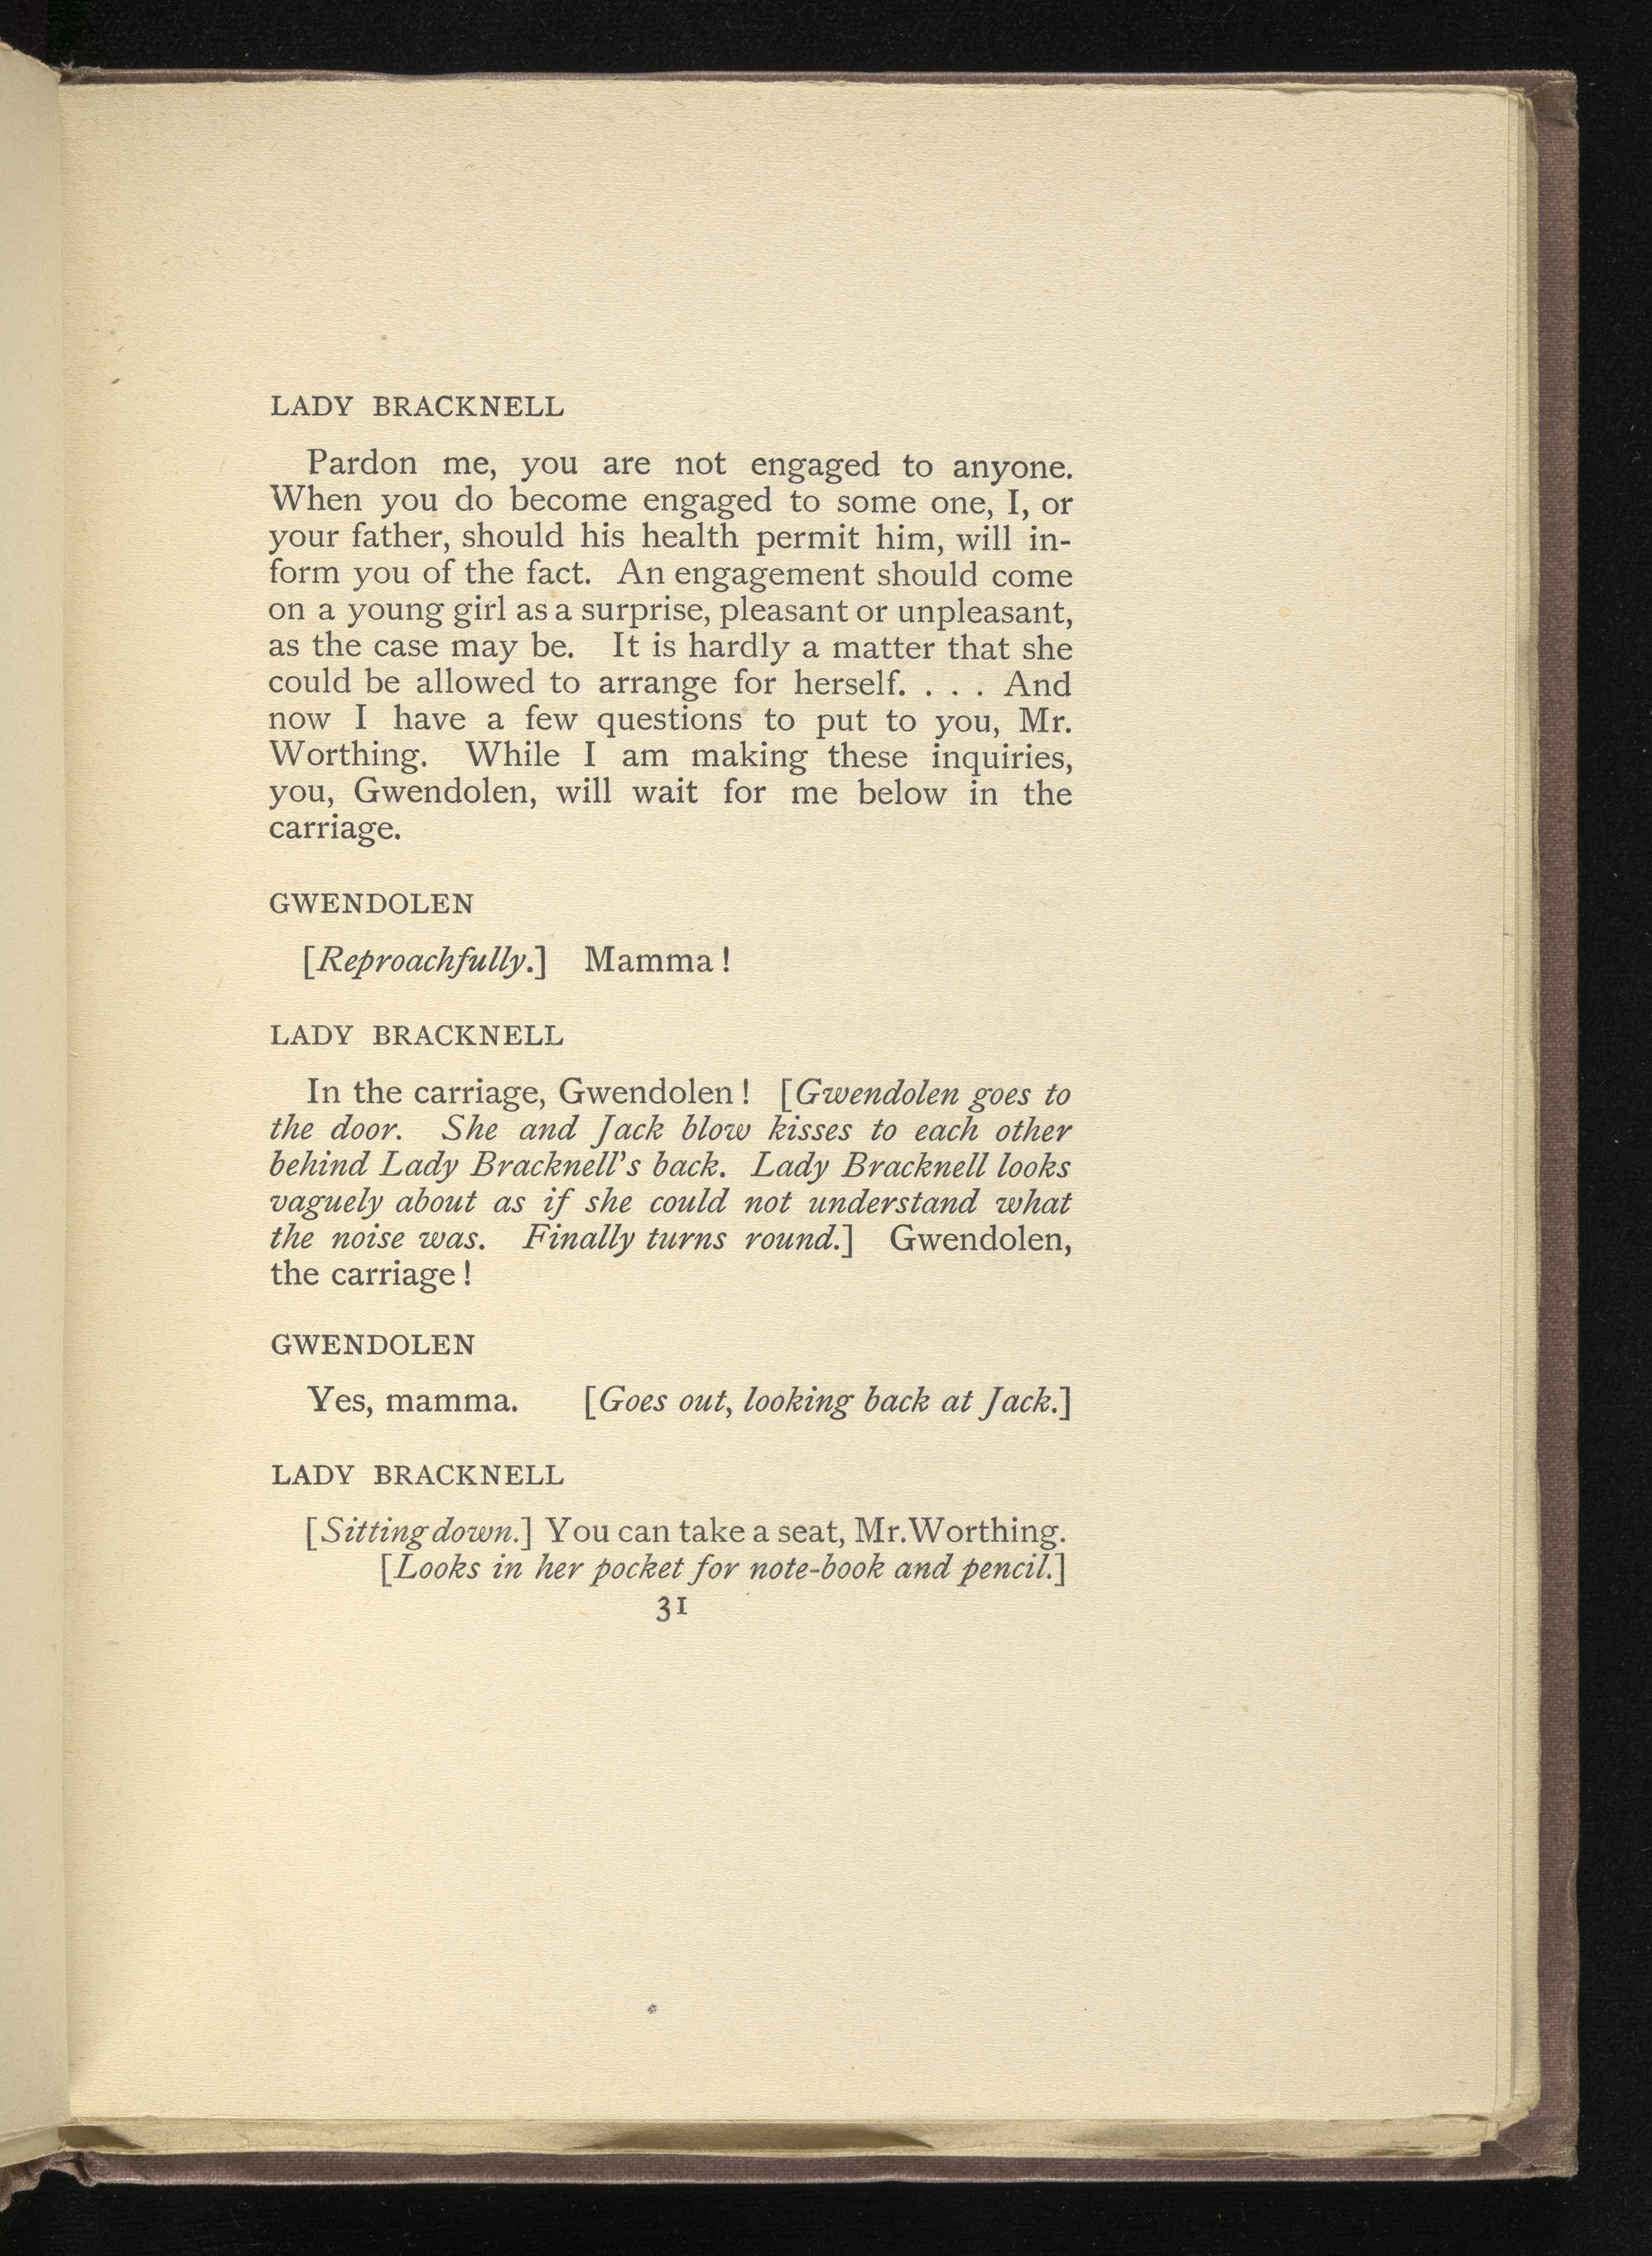 LADY BRACKNELL
Pardon me, you are not engaged to anyone.
When you do become engaged to some one, I, or
your father, should his health permit him, will in-
form you of the fact. An engagement should come
on a young girl as a surprise, pleasant or unpleasant,
as the case may be. It is hardly a matter that she
could be allowed to arrange for herself. . . . And
now I have a few questions to put to you, Mr.
Worthing. While I am making these inquiries,
you, Gwendolen, will wait for me below in the
carriage.
GWENDOLEN
[Reproachfully.] Mamma !
LADY BRACKNELL
In the carriage, Gwendolen ! [Gwendolen goes to
the door. She and Jack blow kisses to each other
behind Lady Bracknell's back. Lady Bracknell looks
vaguely about as if she could not understand what
the noise was. Finally turns round.] Gwendolen,
the carriage !
GWENDOLEN
Yes, mamma. [Goes out, looking back at Jack.]
LADY BRACKNELL
[Sitting down.] You can take a seat, Mr. Worthing.
[Looks in her pocket for note-book and pencil.]
31